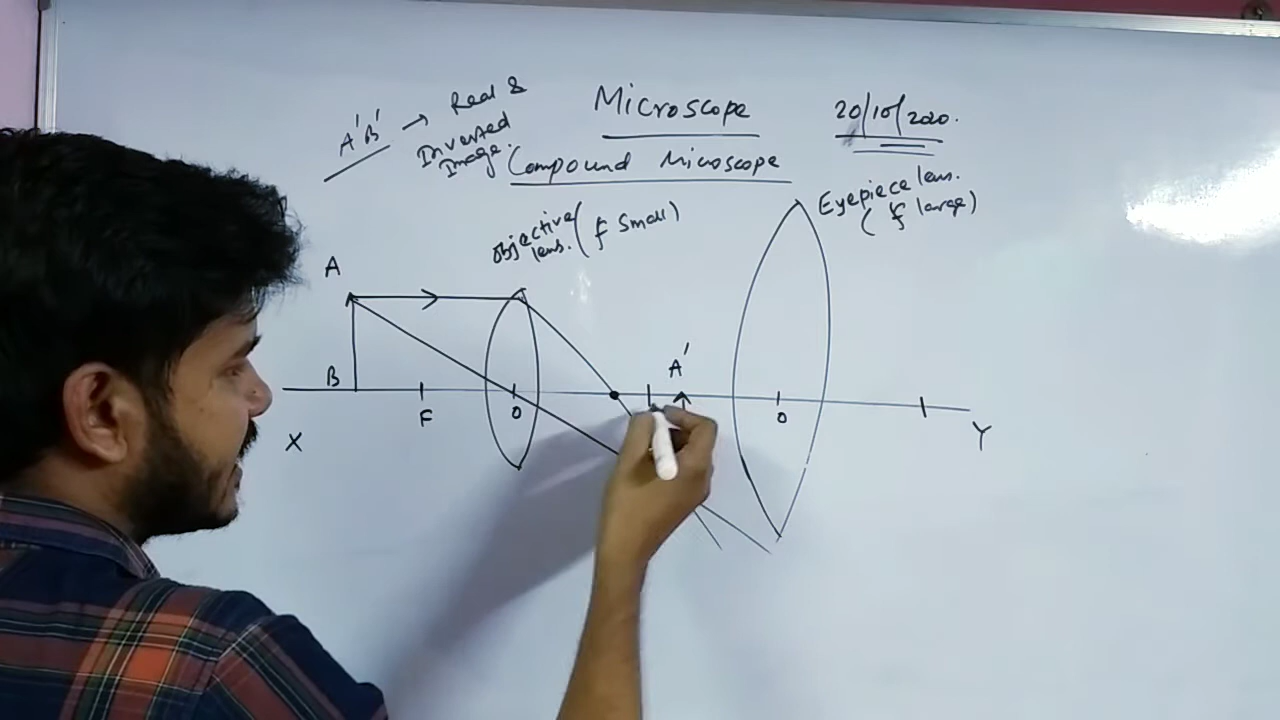 Microscope
20/10/2020.
A'B' → Real &
Inverted
Image.
Compound Microscope
Eyepiece lens.
(f large)
Objective (f small)
lens.
A
A'
B
F
O
O
X
Y